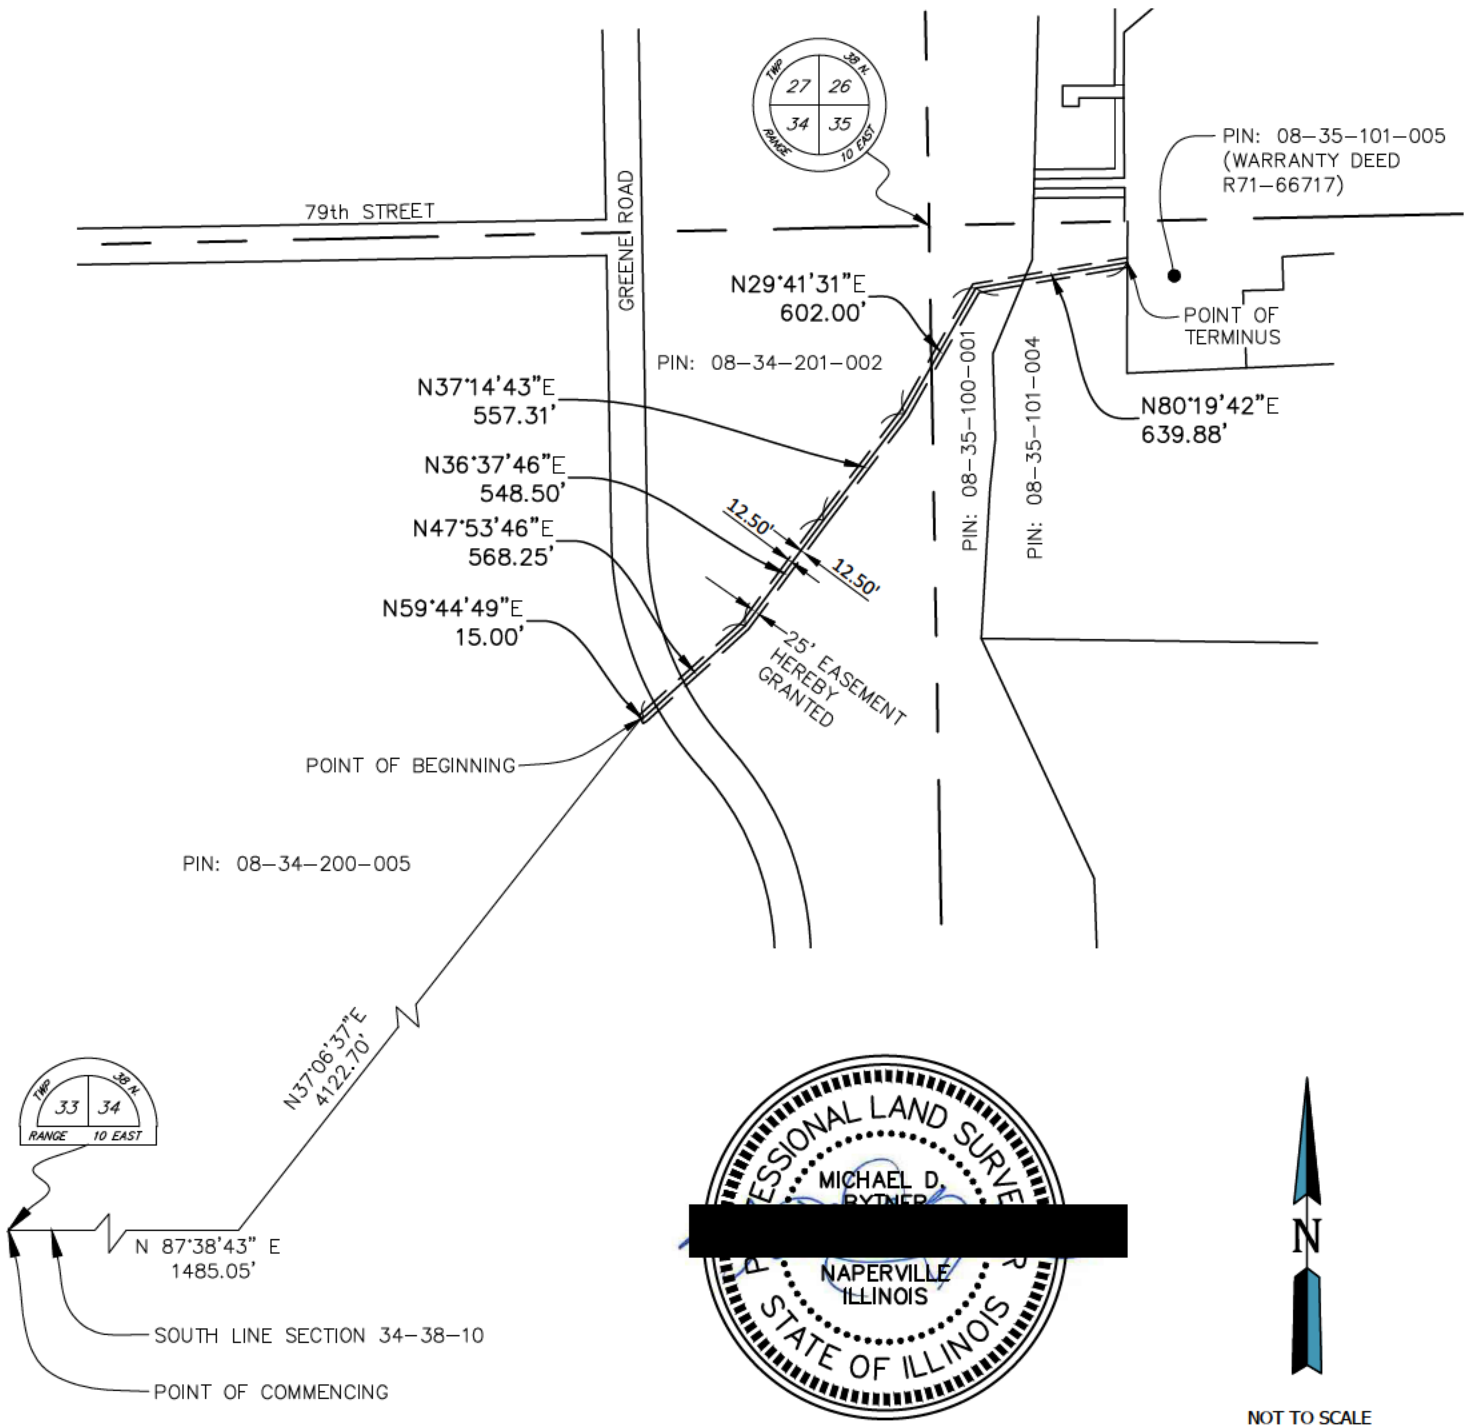 TWP 38 N.
27 26
34 35
RANGE 10 EAST
PIN: 08-35-101-005
(WARRANTY DEED
R71-66717)
79th STREET
GREENE ROAD
N29°41'31"E
602.00'
POINT OF
TERMINUS
PIN: 08-34-201-002
PIN: 08-35-100-001
PIN: 08-35-101-004
N37°14'43"E
557.31'
N80°19'42"E
639.88'
N36°37'46"E
548.50'
12.50'
12.50'
N47°53'46"E
568.25'
N59°44'49"E
15.00'
25' EASEMENT
HEREBY
GRANTED
POINT OF BEGINNING
PIN: 08-34-200-005
N37°06'37"E
4122.70'
TWP 38 N.
33 34
RANGE 10 EAST
N 87°38'43" E
1485.05'
SOUTH LINE SECTION 34-38-10
POINT OF COMMENCING
LAND
MICHAEL D.
NAPERVILLE
ILLINOIS
STATE OF ILLINOIS
N
NOT TO SCALE